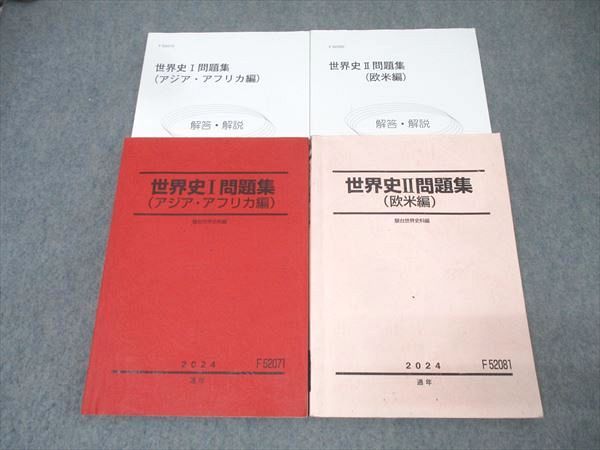 世界史Ⅰ問題集
(アジア・アフリカ編)
解答・解説
世界史Ⅱ問題集
(欧米編)
解答・解説
世界史Ⅰ問題集
(アジア・アフリカ編)
駿台世界史科編
2024
F52071
通年
世界史Ⅱ問題集
(欧米編)
駿台世界史科編
2024
F52081
通年